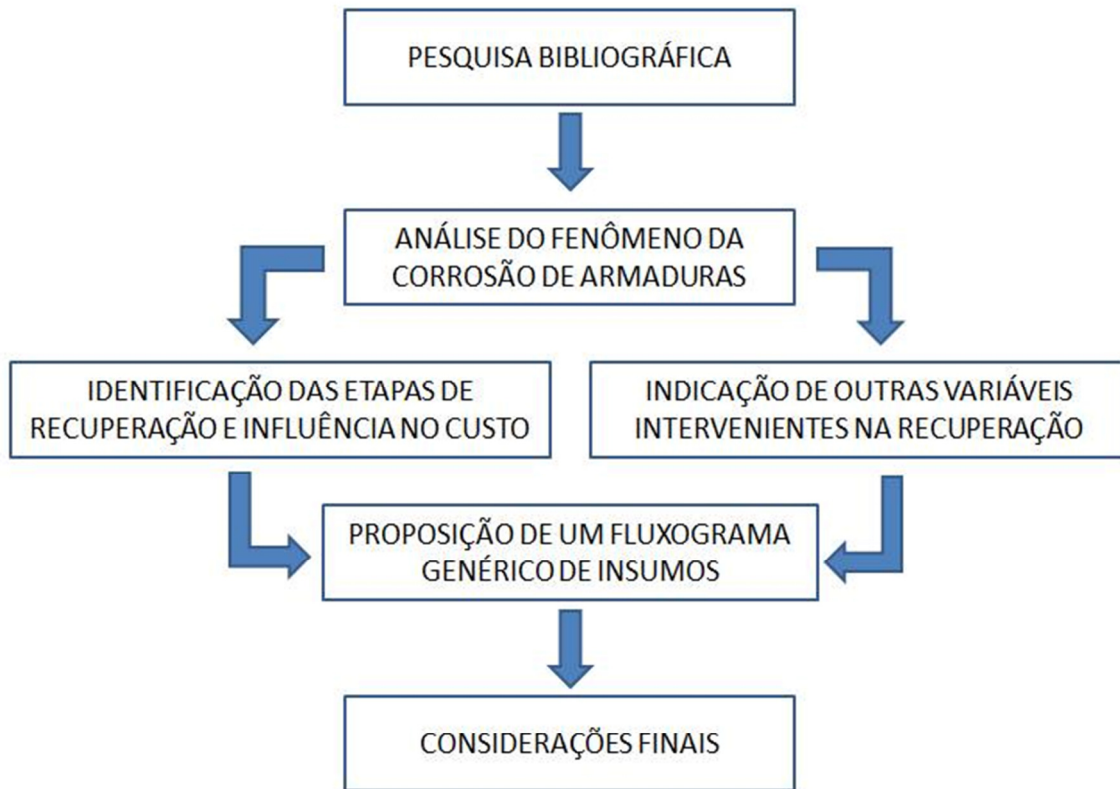 PESQUISA BIBLIOGRÁFICA
ANÁLISE DO FENÔMENO DA
CORROSÃO DE ARMADURAS
IDENTIFICAÇÃO DAS ETAPAS DE
RECUPERAÇÃO E INFLUÊNCIA NO CUSTO
INDICAÇÃO DE OUTRAS VARIÁVEIS
INTERVENIENTES NA RECUPERAÇÃO
PROPOSIÇÃO DE UM FLUXOGRAMA
GENÉRICO DE INSUMOS
CONSIDERAÇÕES FINAIS